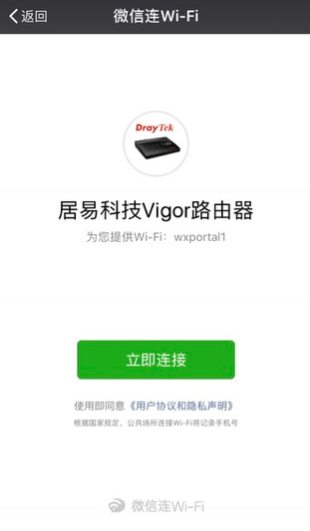 返回
微信连Wi-Fi
DrayTek
居易科技Vigor路由器
为您提供Wi-Fi：wxportal1
立即连接
使用即同意《用户协议和隐私声明》
根据国家规定，公共场所连接Wi-Fi将记录手机号
微信连Wi-Fi